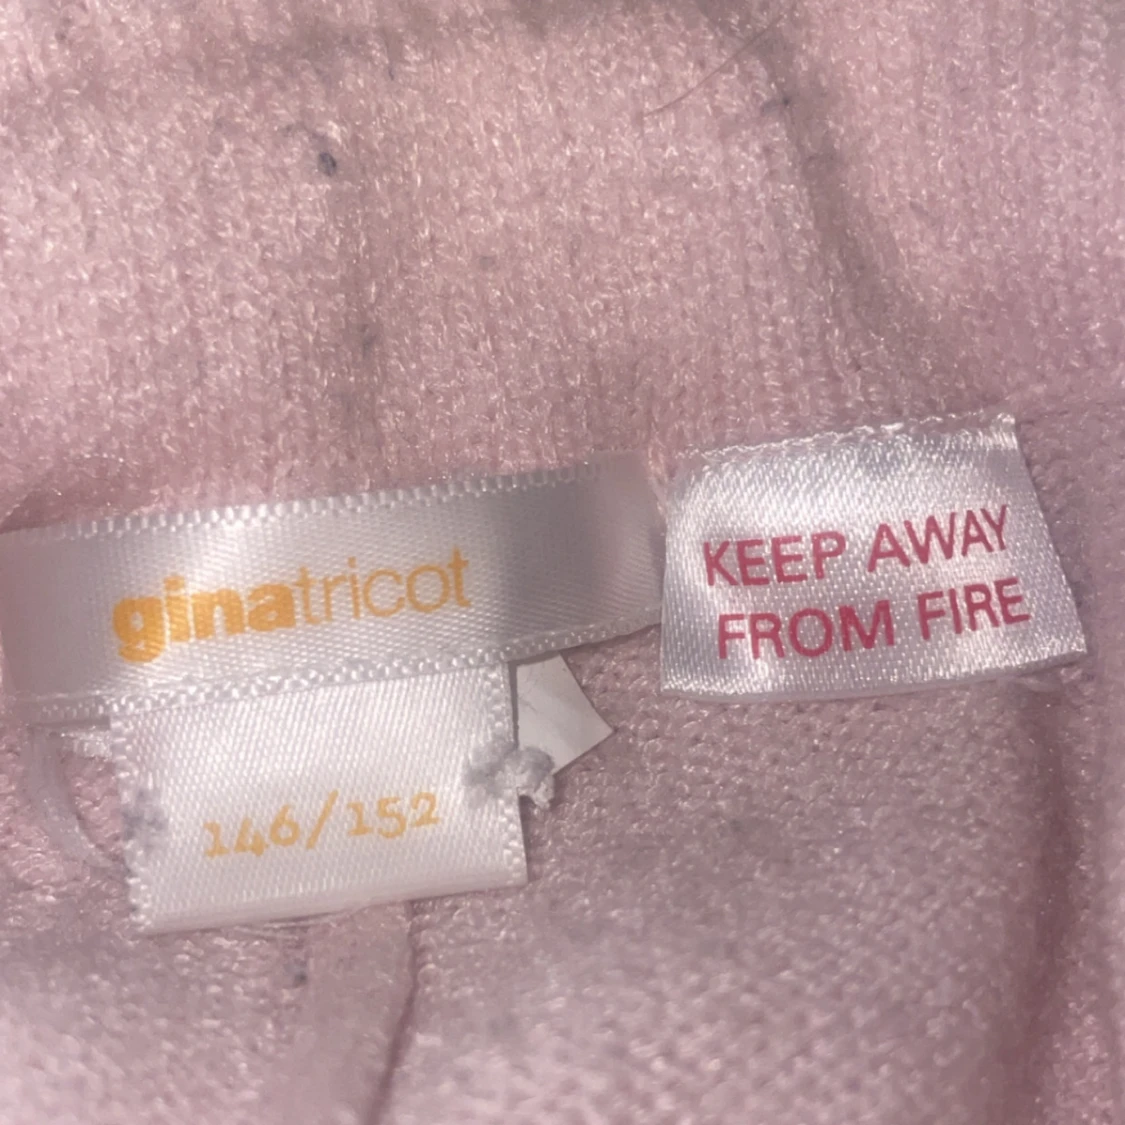 ginatricot
KEEP AWAY
FROM FIRE
146/152